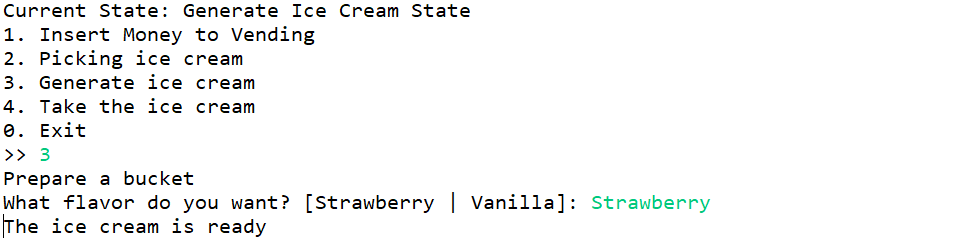 Current State: Generate Ice Cream State
1. Insert Money to Vending
2. Picking ice cream
3. Generate ice cream
4. Take the ice cream
0. Exit
>> 3
Prepare a bucket
What flavor do you want? [Strawberry | Vanilla]: Strawberry
The ice cream is ready